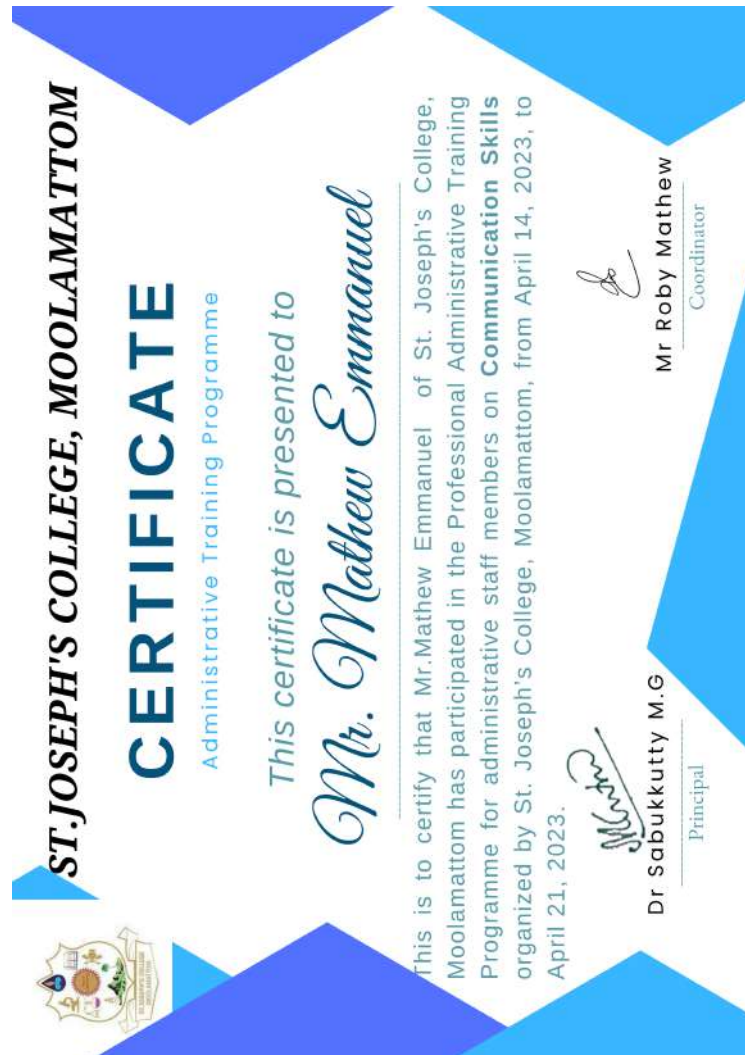 ST.JOSEPH'S COLLEGE, MOOLAMATTOM
CERTIFICATE
Administrative Training Programme
This certificate is presented to
Mr. Mathew Emmanuel
This is to certify that Mr.Mathew Emmanuel of St. Joseph's College,
Moolamattom has participated in the Professional Administrative Training
Programme for administrative staff members on Communication Skills
organized by St. Joseph's College, Moolamattom, from April 14, 2023, to
April 21, 2023.
Dr Sabukkutty M.G
Principal
Mr Roby Mathew
Coordinator